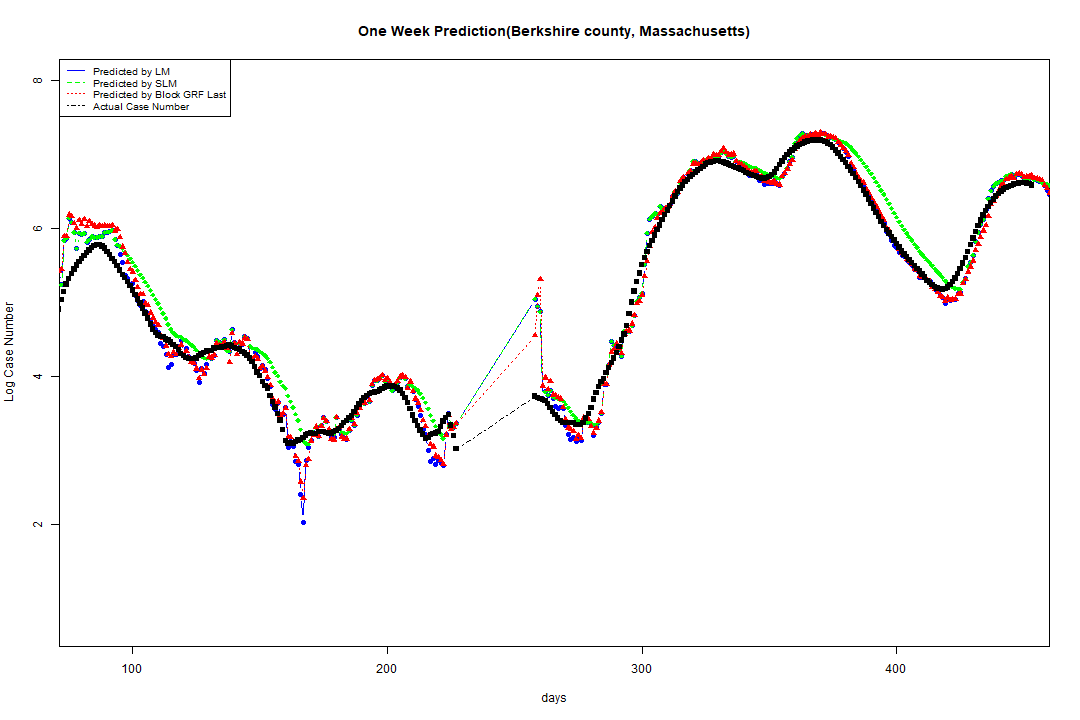 One Week Prediction(Berkshire county, Massachusetts)
Predicted by LM
Predicted by SLM
Predicted by Block GRF Last
Actual Case Number
8
6
4
2
Log Case Number
100 200 300 400
days